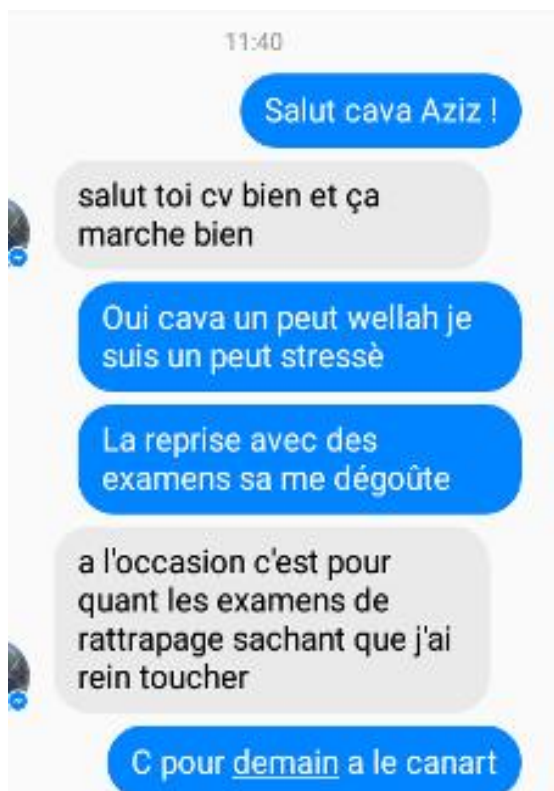 11:40
Salut cava Aziz !
salut toi cv bien et ça
marche bien
Oui cava un peut wellah je
suis un peut stressè
La reprise avec des
examens sa me dégoûte
a l'occasion c'est pour
quant les examens de
rattrapage sachant que j'ai
rein toucher
C pour demain a le canart